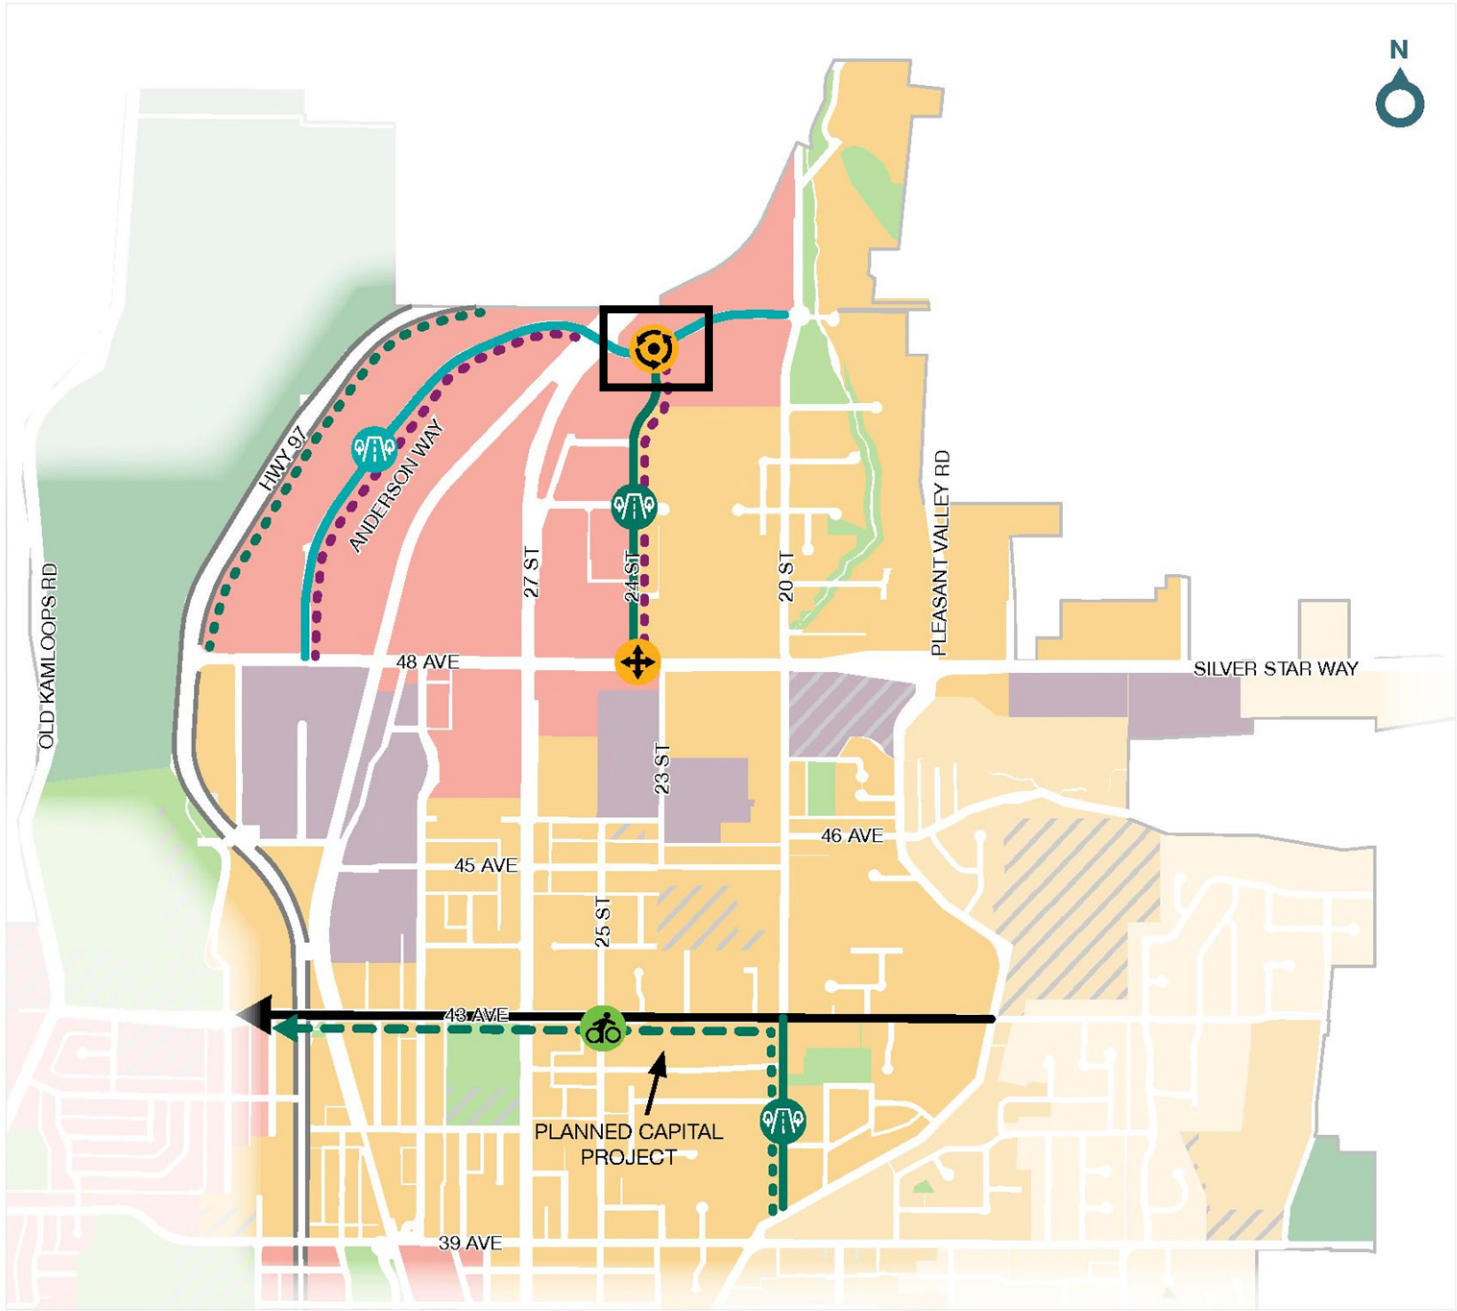 N
HWY 97
ANDERSON WAY
PLEASANT VALLEY RD
OLD KAMLOOPS RD
27 ST
24 ST
20 ST
48 AVE
SILVER STAR WAY
23 ST
46 AVE
45 AVE
25 ST
43 AVE
PLANNED CAPITAL
PROJECT
39 AVE